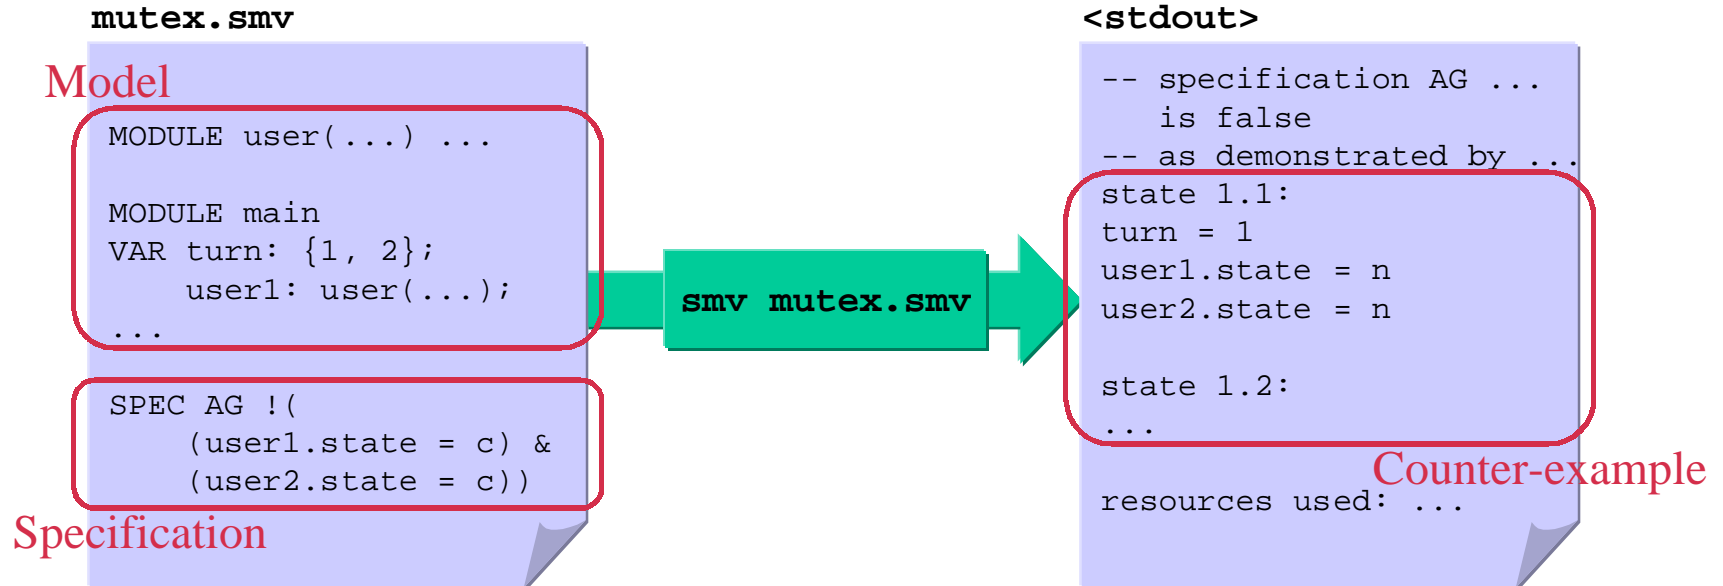 mutex.smv
Model
MODULE user(...) ...
MODULE main
VAR turn: {1, 2};
user1: user(...);
...
SPEC AG !(
(user1.state = c) &
(user2.state = c))
Specification
smv mutex.smv
<stdout>
-- specification AG ...
is false
-- as demonstrated by ...
state 1.1:
turn = 1
user1.state = n
user2.state = n
state 1.2:
...
Counter-example
resources used: ...